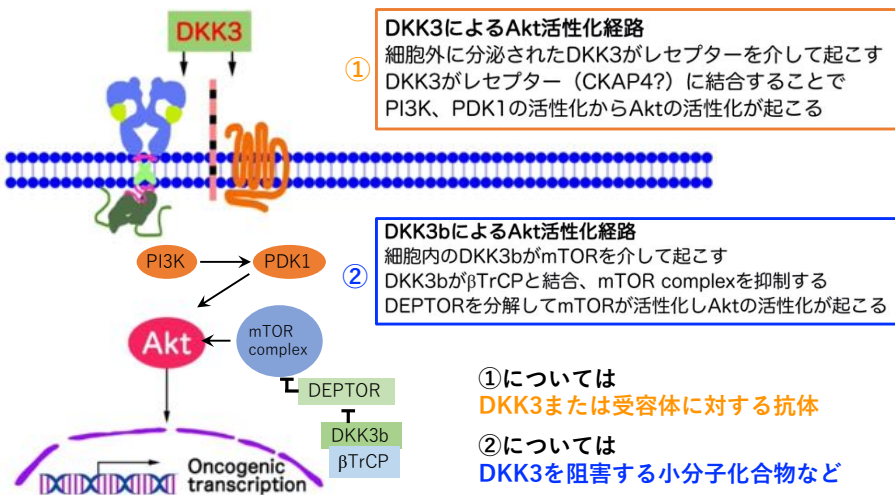 DKK3
①
DKK3によるAkt活性化経路
細胞外に分泌されたDKK3がレセプターを介して起こす
DKK3がレセプター（CKAP4?）に結合することで
PI3K、PDK1の活性化からAktの活性化が起こる
②
DKK3bによるAkt活性化経路
細胞内のDKK3bがmTORを介して起こす
DKK3bがβTrCPと結合、mTOR complexを抑制する
DEPTORを分解してmTORが活性化しAktの活性化が起こる
PI3K
PDK1
Akt
mTOR
complex
DEPTOR
DKK3b
βTrCP
Oncogenic
transcription
①については
DKK3または受容体に対する抗体
②については
DKK3を阻害する小分子化合物など